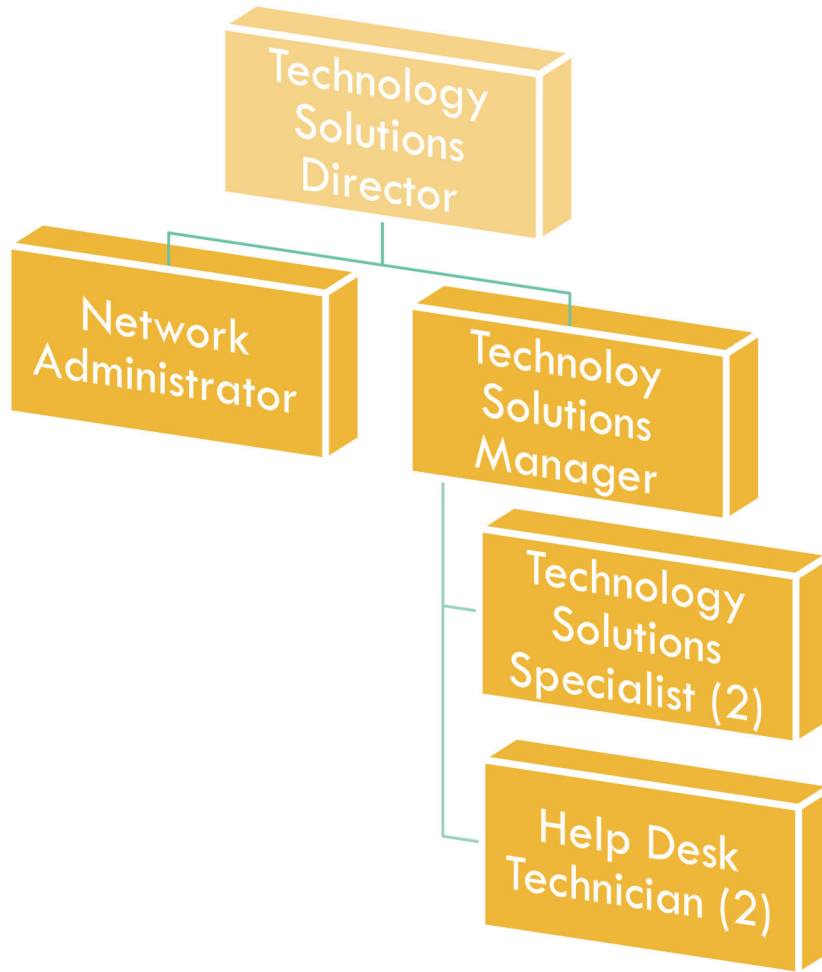 Technology
Solutions
Director
Network
Administrator
Technoloy
Solutions
Manager
Technology
Solutions
Specialist (2)
Help Desk
Technician (2)